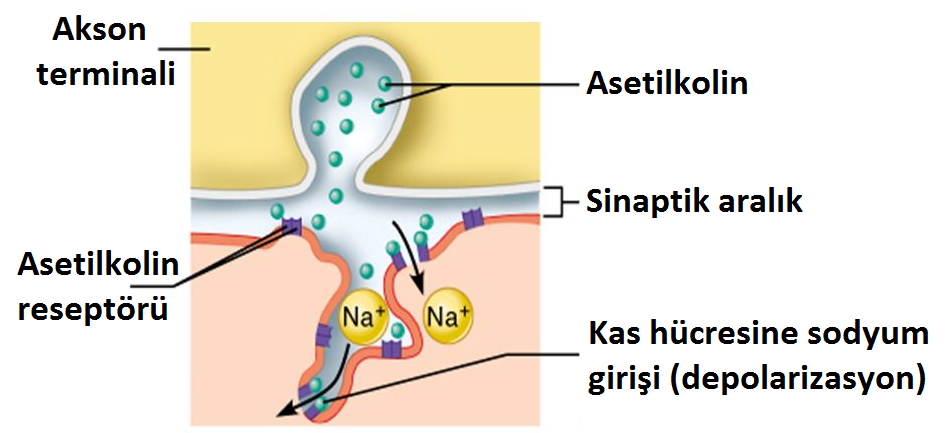 Akson
terminali
Asetilkolin
Sinaptik aralık
Asetilkolin
reseptörü
Na+
Na+
Kas hücresine sodyum
girişi (depolarizasyon)